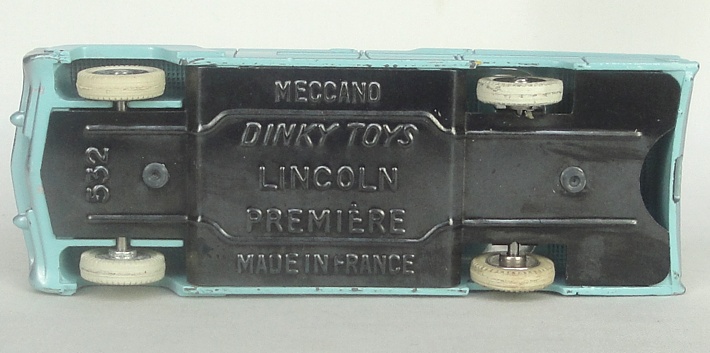 MECCANO
DINKY TOYS
532
LINCOLN
PREMIÈRE
MADE IN FRANCE